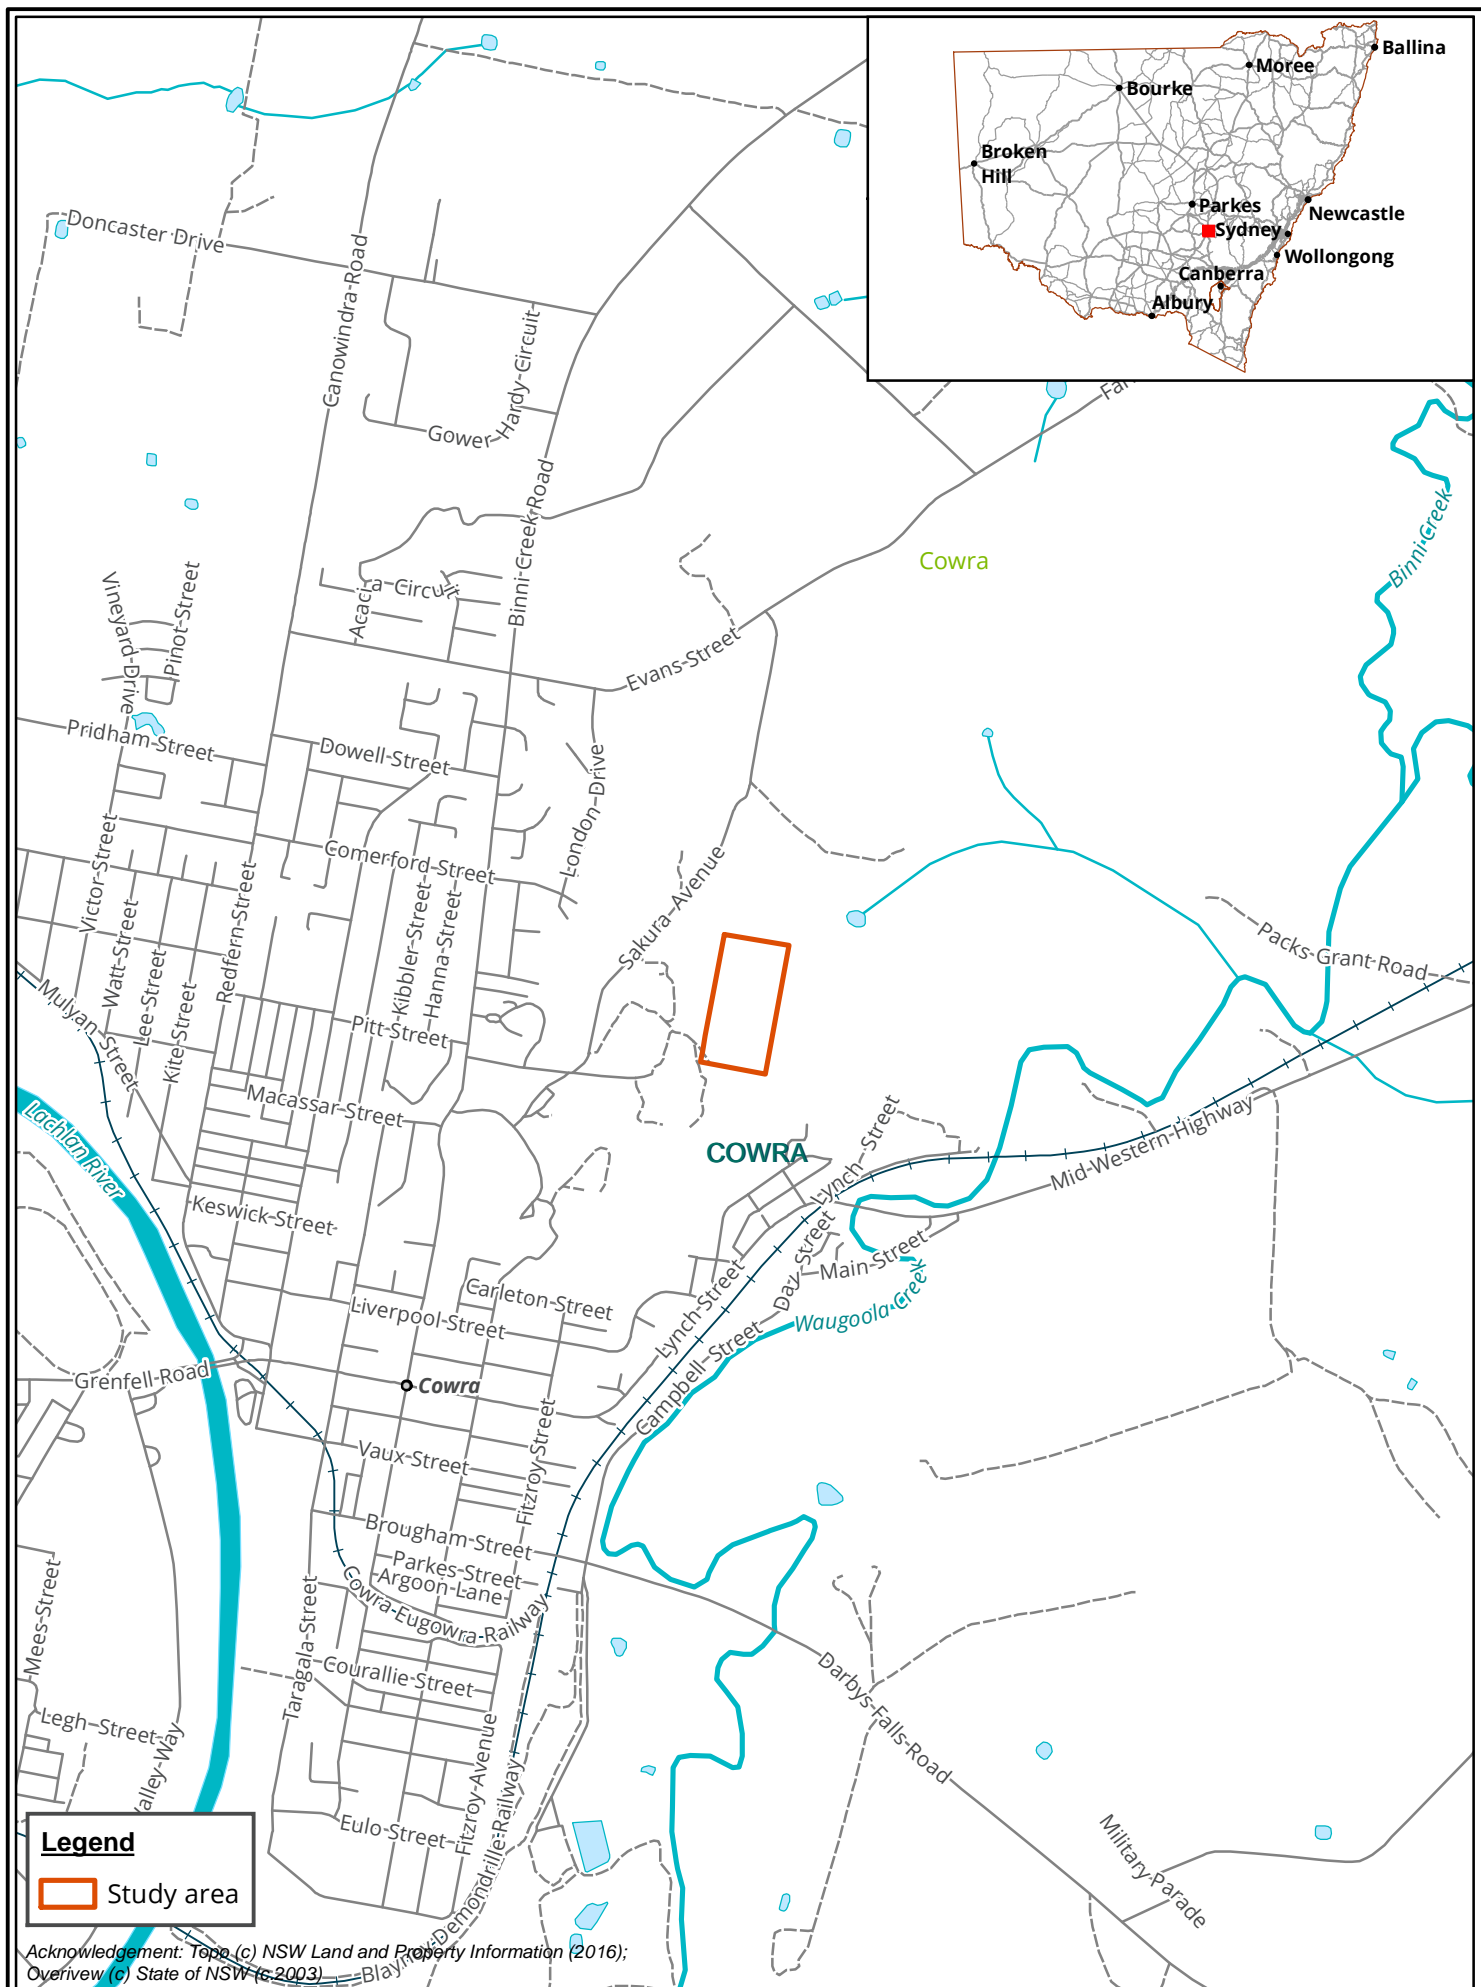 Ballina
Moree
Bourke
Broken
Hill
Parkes
Newcastle
Sydney
Wollongong
Canberra
Albury
Doncaster Drive
Canowindra Road
Hardy Circuit
Gower
Binni Creek Road
Binni Creek
Cowra
Acacia Circuit
Vineyard Drive
Pinot Street
Evans Street
Pridham Street
Dowell Street
London Drive
Comerford Street
Victor Street
Watt Street
Lee Street
Kite Street
Redfern Street
Kibbler Street
Hanna Street
Sakura Avenue
Packs Grant Road
Mulyan Street
Pitt Street
Macassar Street
Lachlan River
COWRA
Lynch Street
Mid-Western Highway
Keswick Street
Day Street
Main Street
Waugoola Creek
Carleton Street
Liverpool Street
Lynch Street
Campbell Street
Grenfell Road
Cowra
Vaux Street
Fitzroy Street
Brougham Street
Parkes Street
Argoon Lane
Cowra Eugowra Railway
Mees Street
Taragala Street
Courallie Street
Darbys Falls Road
Legh Street
Valley Way
Fitzroy Avenue
Eulo Street
Military Parade
Blayney Demondrille Railway
Legend
Study area
Acknowledgement: Topo (c) NSW Land and Property Information (2016);
Overivew (c) State of NSW (c.2003)